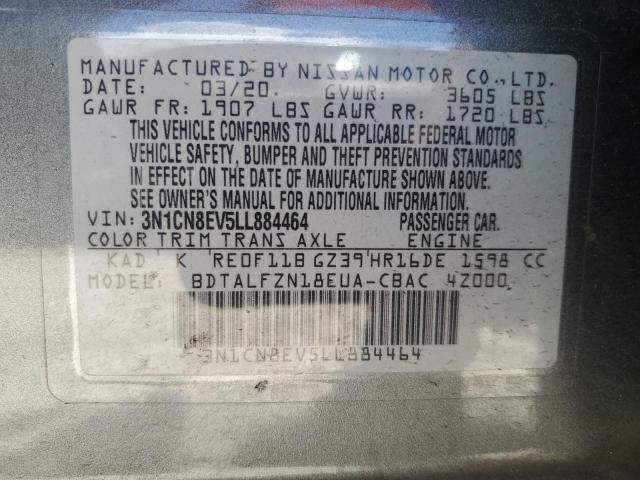 MANUFACTURED BY NISSAN MOTOR CO., LTD.
03/20 GVWR: 3605 LBS
GAWR FR: 1907 LBS GAWR RR: 1720 LBS
THIS VEHICLE CONFORMS TO ALL APPLICABLE FEDERAL MOTOR
VEHICLE SAFETY, BUMPER AND THEFT PREVENTION STANDARDS
IN EFFECT ON THE DATE OF MANUFACTURE SHOWN ABOVE.
SEE OWNER'S MANUAL FOR ADDITIONAL INFORMATION.
VIN: 3N1CN8EV5LL884464 PASSENGER CAR.
COLOR TRIM TRANS AXLE ENGINE
KAD K RE0F11B GZ39 HR16DE 1598 CC
MODEL: BDTALFZN18EUA-CBAC 4Z000
3N1CN8EV5LL884464